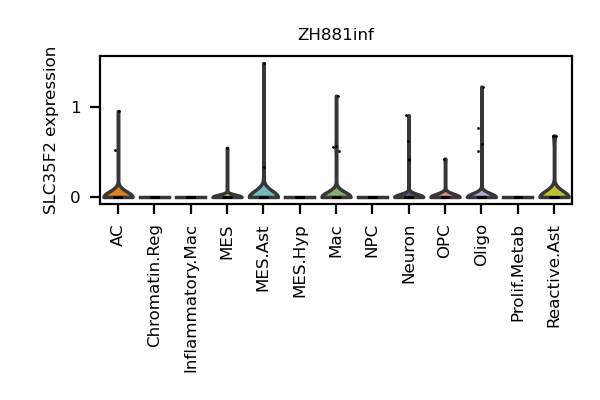 ZH881inf
SLC35F2 expression
1
0
AC
Chromatin.Reg
Inflammatory.Mac
MES
MES.Ast
MES.Hyp
Mac
NPC
Neuron
OPC
Oligo
Prolif.Metab
Reactive.Ast